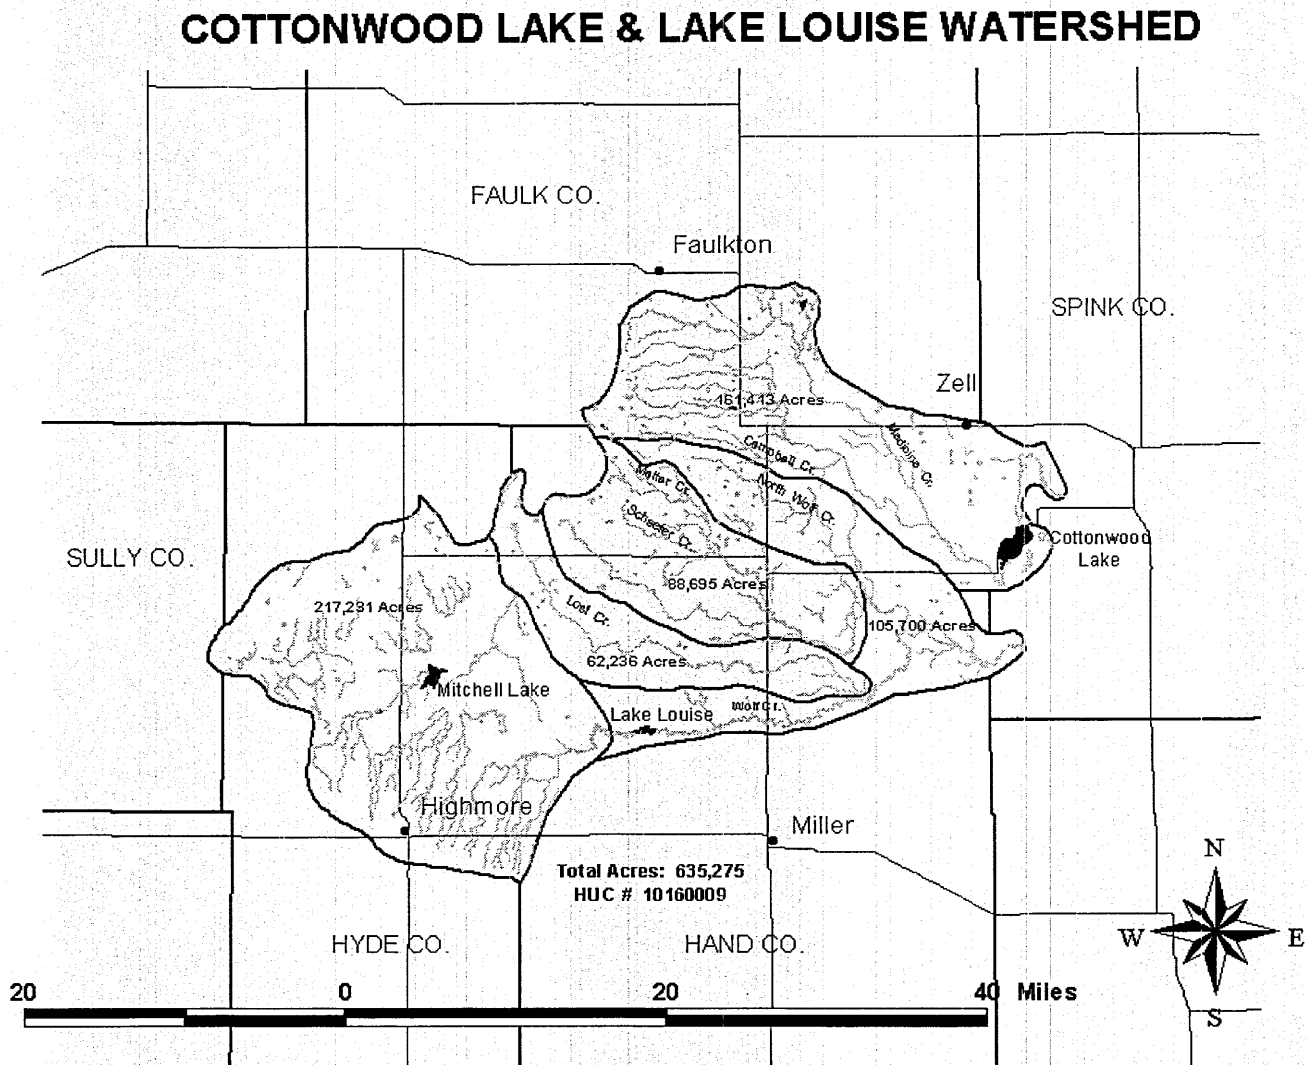 COTTONWOOD LAKE & LAKE LOUISE WATERSHED
FAULK CO.
Faulkton
SPINK CO.
Zell
161,413 Acres
Campbell Cr.
Medicine Cr.
Matter Cr.
North Wolf Cr.
Schaefer Cr.
SULLY CO.
Cottonwood
Lake
88,695 Acres
217,231 Acres
Lost Cr.
105,700 Acres
62,236 Acres
Mitchell Lake
Wolf Cr.
Lake Louise
Highmore
Miller
Total Acres: 635,275
HUC # 10160009
N
W
E
S
HYDE CO.
HAND CO.
20 0 20 40 Miles